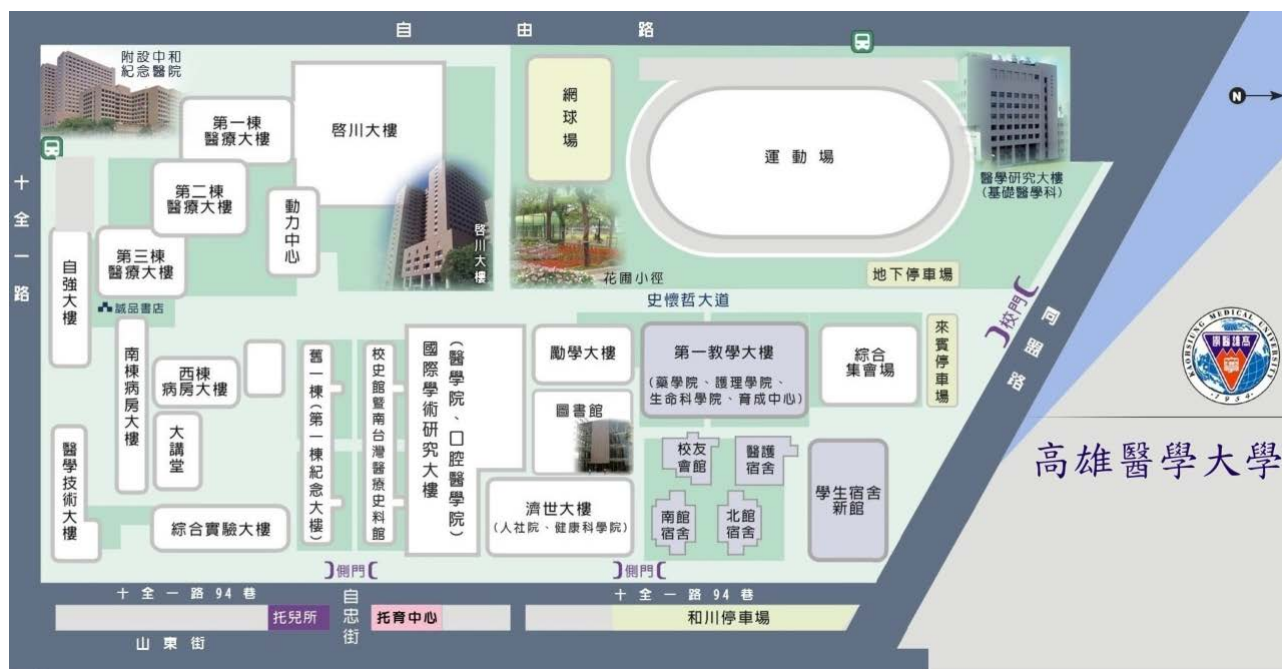 自由路
附設中和
紀念醫院
第一棟
醫療大樓
啓川大樓
網球場
運動場
N
醫學研究大樓
(基礎醫學科)
十全一路
第二棟
醫療大樓
動力中心
啓川大樓
花圃小徑
地下停車場
自強大樓
第三棟
醫療大樓
誠品書店
史懷哲大道
校門
同盟路
來賓停車場
南棟病房大樓
西棟
病房大樓
大講堂
舊一棟(第一棟紀念大樓)
校史館暨南台灣醫療史料館
國際學術研究大樓
(醫學院、口腔醫學院)
勵學大樓
圖書館
第一教學大樓
(藥學院、護理學院、
生命科學院、育成中心)
綜合
集會場
KAOHSIUNG MEDICAL UNIVERSITY
1954
高雄醫學大學
醫學技術大樓
綜合實驗大樓
濟世大樓
(人社院、健康科學院)
校友
會館
醫護
宿舍
南館
宿舍
北館
宿舍
學生宿舍
新館
側門
側門
十全一路94巷
自忠街
十全一路94巷
托兒所
托育中心
和川停車場
山東街